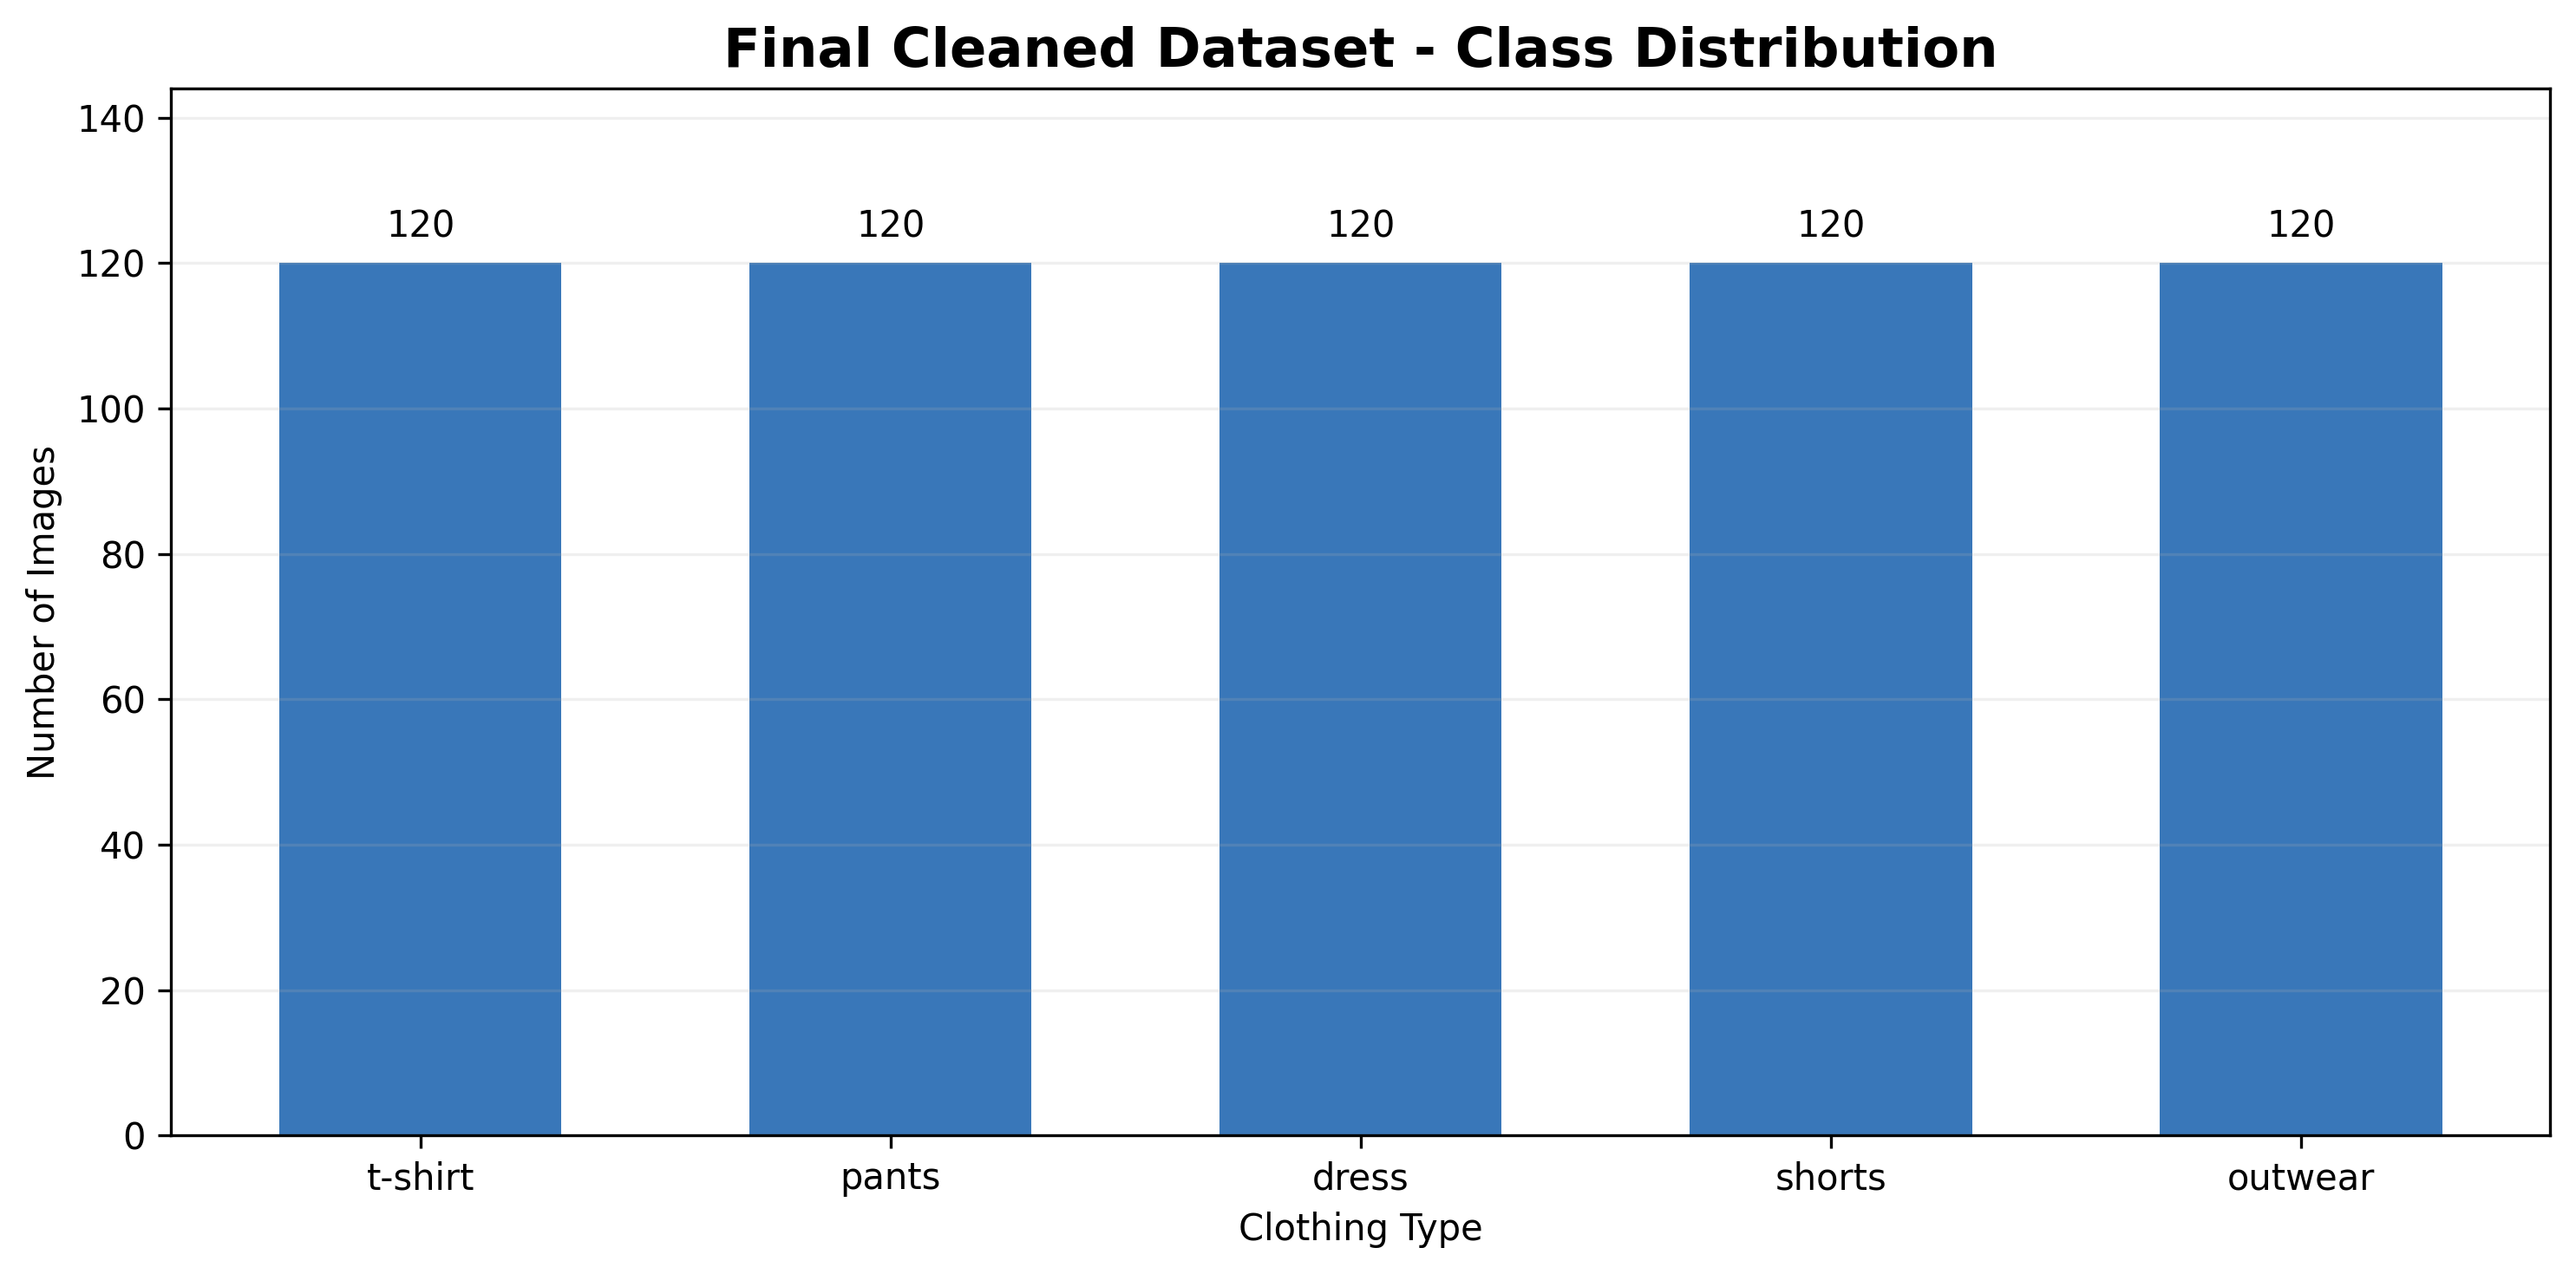 Final Cleaned Dataset - Class Distribution
140
120
100
80
60
40
20
0
Number of Images
120 120 120 120 120
t-shirt pants dress shorts outwear
Clothing Type